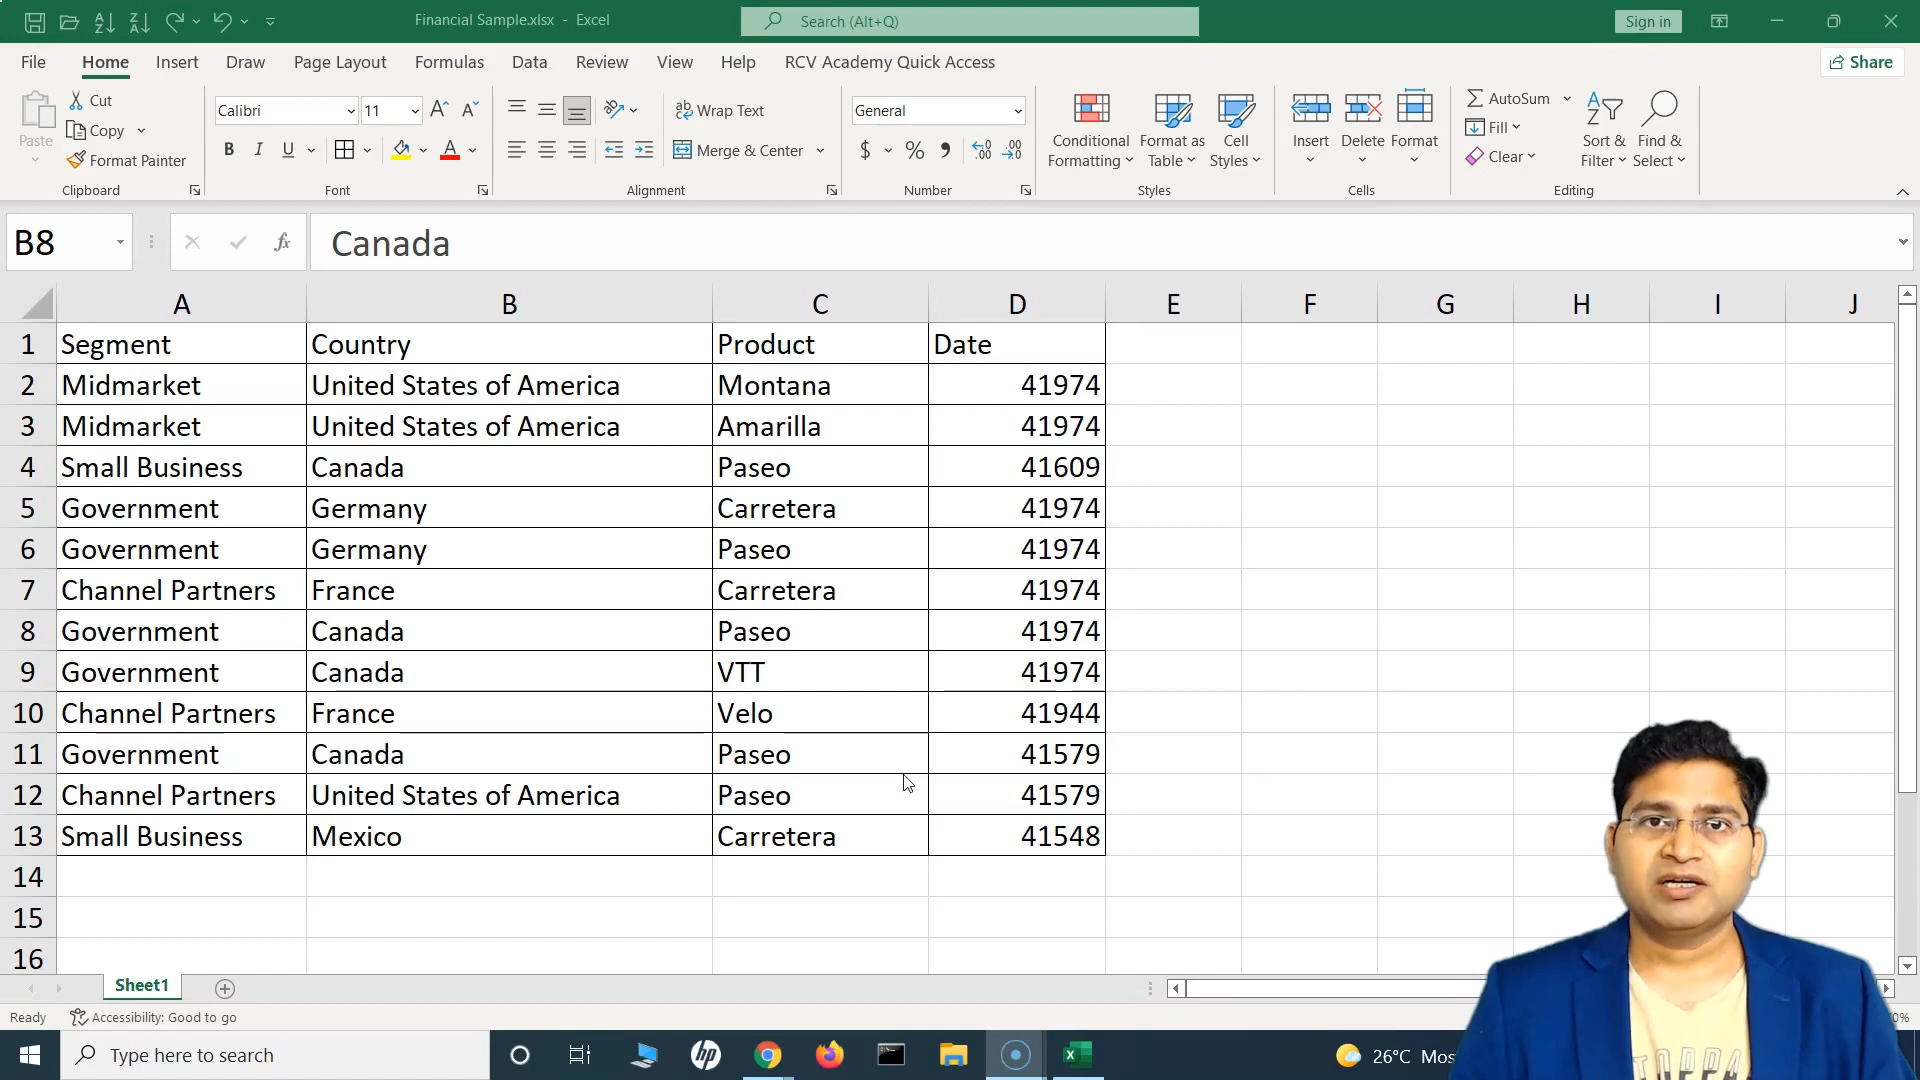 Financial Sample.xlsx - Excel
Search (Alt+Q)
Sign in
File Home Insert Draw Page Layout Formulas Data Review View Help RCV Academy Quick Access
Share
Paste
Cut
Copy
Format Painter
Clipboard
Calibri 11
B I U
Font
Wrap Text
Merge & Center
Alignment
General
$ % ,
Number
Conditional Formatting
Format as Table
Cell Styles
Styles
Insert
Delete
Format
Cells
AutoSum
Fill
Clear
Sort & Filter
Find & Select
Editing
B8 fx Canada
A B C D E F G H I J
1 Segment Country Product Date
2 Midmarket United States of America Montana 41974
3 Midmarket United States of America Amarilla 41974
4 Small Business Canada Paseo 41609
5 Government Germany Carretera 41974
6 Government Germany Paseo 41974
7 Channel Partners France Carretera 41974
8 Government Canada Paseo 41974
9 Government Canada VTT 41974
10 Channel Partners France Velo 41944
11 Government Canada Paseo 41579
12 Channel Partners United States of America Paseo 41579
13 Small Business Mexico Carretera 41548
14
15
16
Sheet1
Ready Accessibility: Good to go
Type here to search
hp
26°C Mos